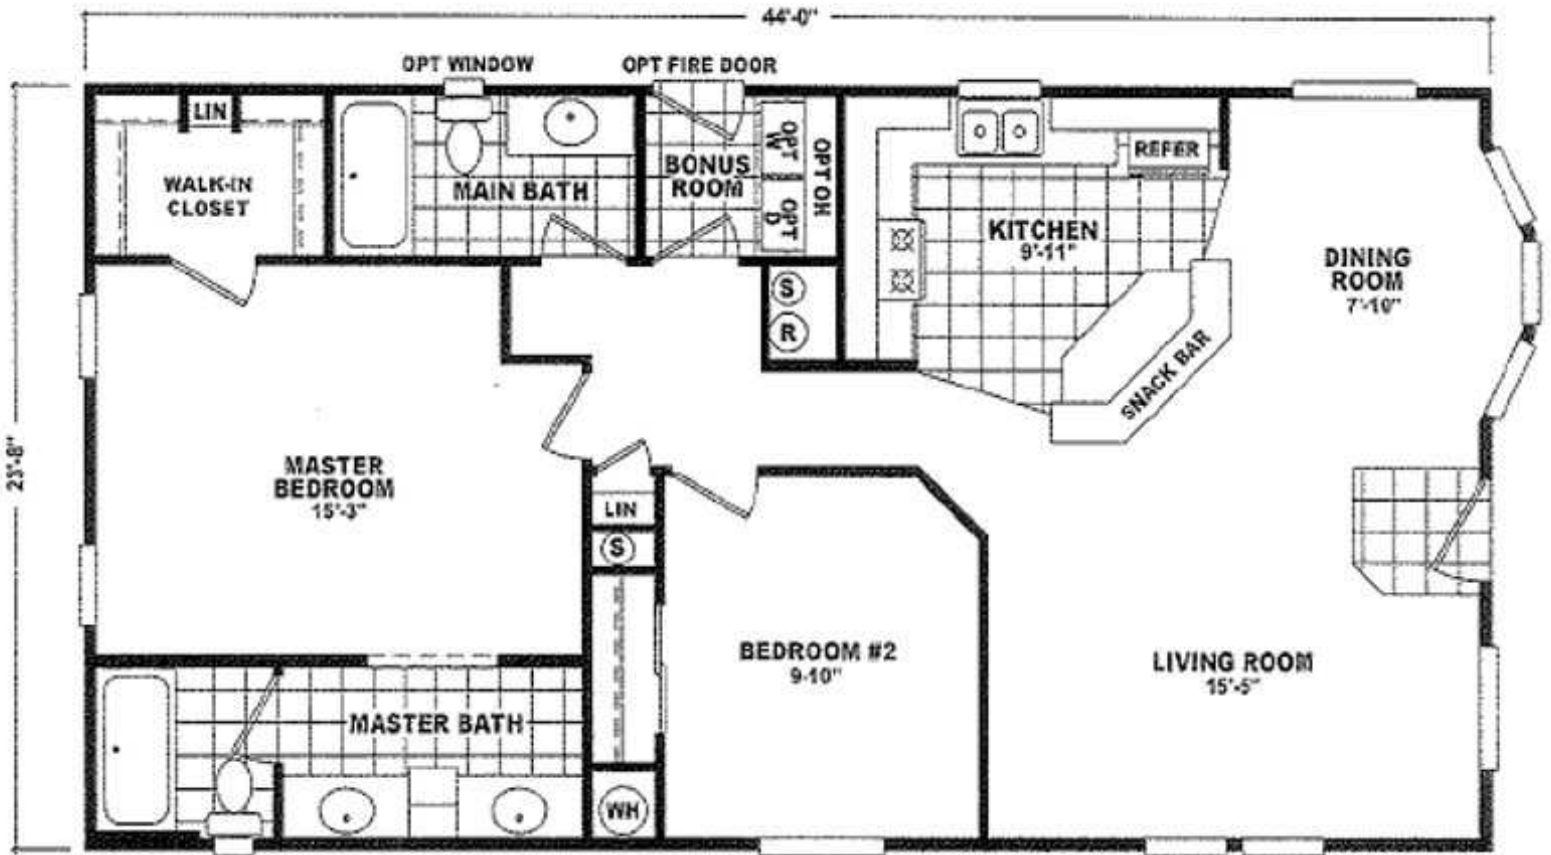 44'-0"
OPT WINDOW
OPT FIRE DOOR
LIN
WALK-IN
CLOSET
MAIN BATH
BONUS
ROOM
OPT
W
OPT
D
OPT OH
REFER
KITCHEN
9'-11"
DINING
ROOM
7'-10"
S
R
SNACK BAR
23'-8"
MASTER
BEDROOM
15'-3"
LIN
S
BEDROOM #2
9-10"
LIVING ROOM
15'-5"
MASTER BATH
WH